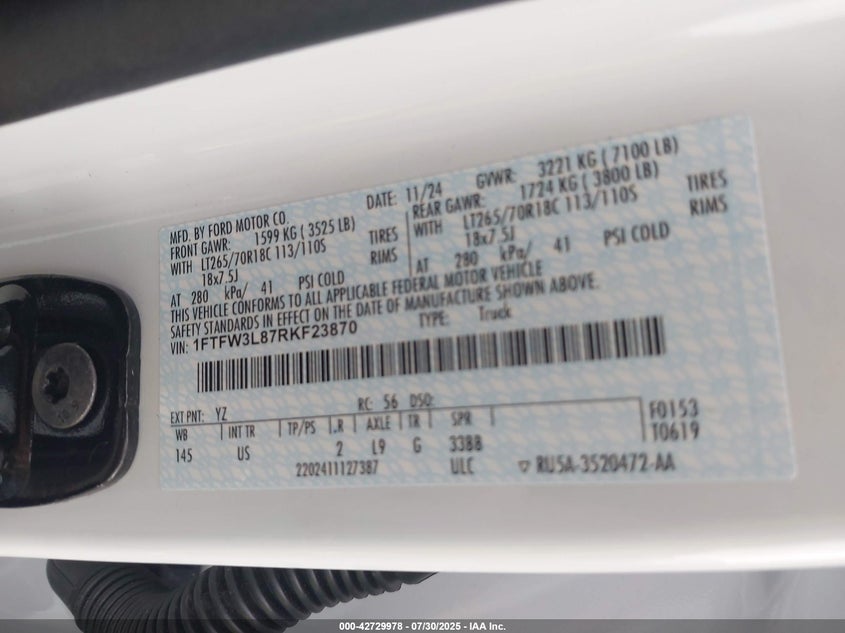 MFD. BY FORD MOTOR CO. DATE: 11/24 GVWR: 3221 KG ( 7100 LB)
FRONT GAWR: 1599 KG ( 3525 LB) REAR GAWR: 1724 KG ( 3800 LB)
WITH LT265/70R18C 113/110S TIRES WITH LT265/70R18C 113/110S TIRES
18x7.5J RIMS 18x7.5J RIMS
AT 280 kPa/ 41 PSI COLD AT 280 kPa/ 41 PSI COLD
THIS VEHICLE CONFORMS TO ALL APPLICABLE FEDERAL MOTOR VEHICLE
SAFETY STANDARDS IN EFFECT ON THE DATE OF MANUFACTURE SHOWN ABOVE.
VIN: 1FTFW3L87RKF23870 TYPE: Truck
EXT PNT: YZ RC: 56 DSO: F0153
WB INT TR TP/PS R AXLE TR SPR T0619
145 US 2 L9 G 3388
2202411127387 ULC ▽ RU5A-3520472-AA
000-42729978 / 07/30/2025 - IAA Inc.